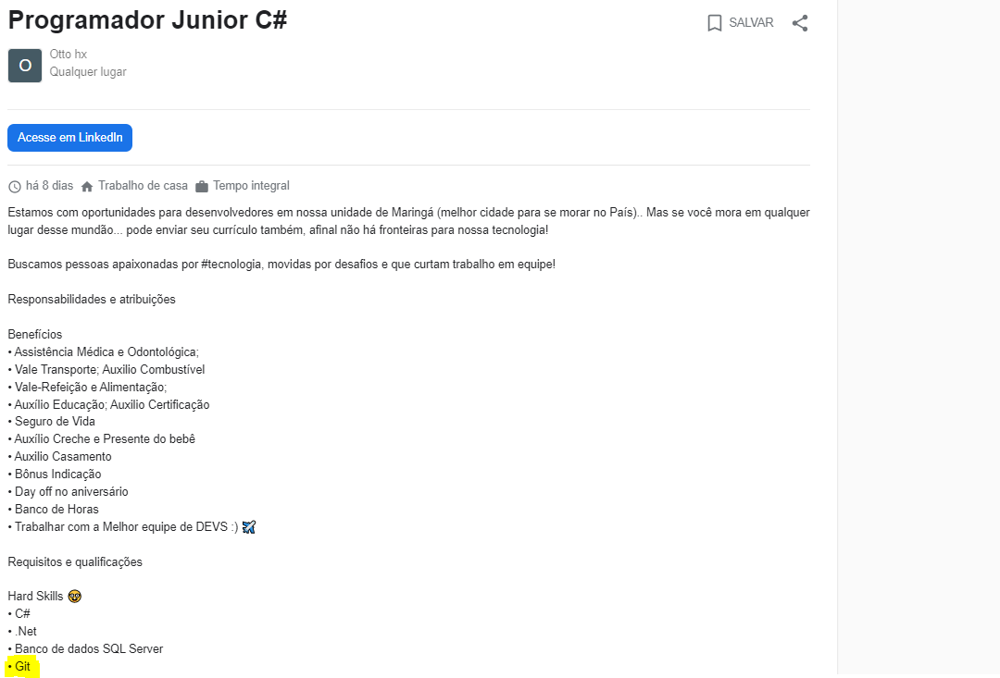 Programador Junior C#
SALVAR
O
Otto hx
Qualquer lugar
Acesse em LinkedIn
há 8 dias Trabalho de casa Tempo integral
Estamos com oportunidades para desenvolvedores em nossa unidade de Maringá (melhor cidade para se morar no País).. Mas se você mora em qualquer
lugar desse mundão... pode enviar seu currículo também, afinal não há fronteiras para nossa tecnologia!
Buscamos pessoas apaixonadas por #tecnologia, movidas por desafios e que curtam trabalho em equipe!
Responsabilidades e atribuições
Benefícios
• Assistência Médica e Odontológica;
• Vale Transporte; Auxilio Combustível
• Vale-Refeição e Alimentação;
• Auxílio Educação; Auxilio Certificação
• Seguro de Vida
• Auxílio Creche e Presente do bebê
• Auxilio Casamento
• Bônus Indicação
• Day off no aniversário
• Banco de Horas
• Trabalhar com a Melhor equipe de DEVS :) ✈️
Requisitos e qualificações
Hard Skills 🤓
• C#
• .Net
• Banco de dados SQL Server
• Git